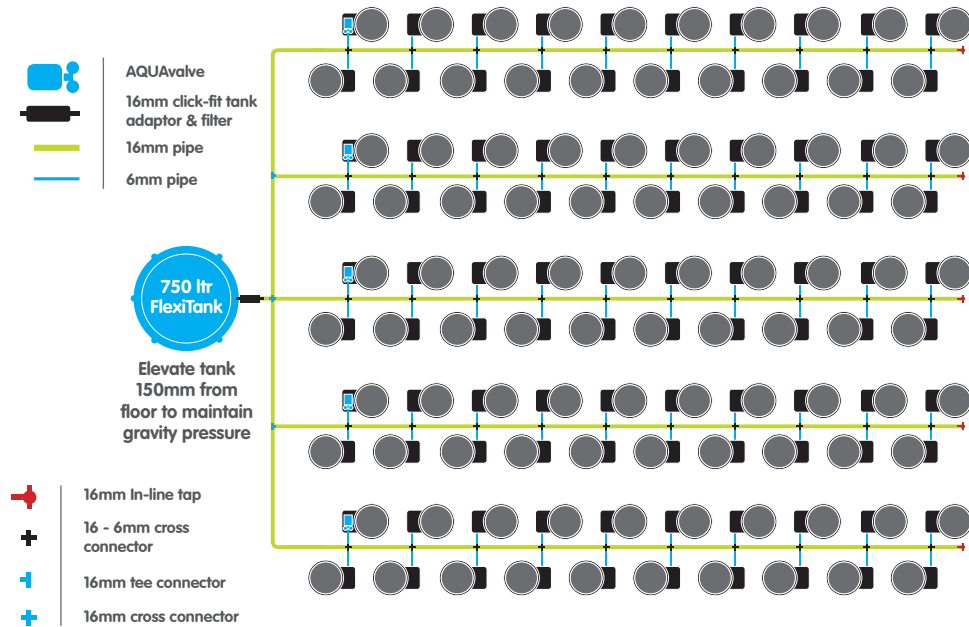 AQUAvalve
16mm click-fit tank
adaptor & filter
16mm pipe
6mm pipe
750 ltr
FlexiTank
Elevate tank
150mm from
floor to maintain
gravity pressure
16mm In-line tap
16 - 6mm cross
connector
16mm tee connector
16mm cross connector